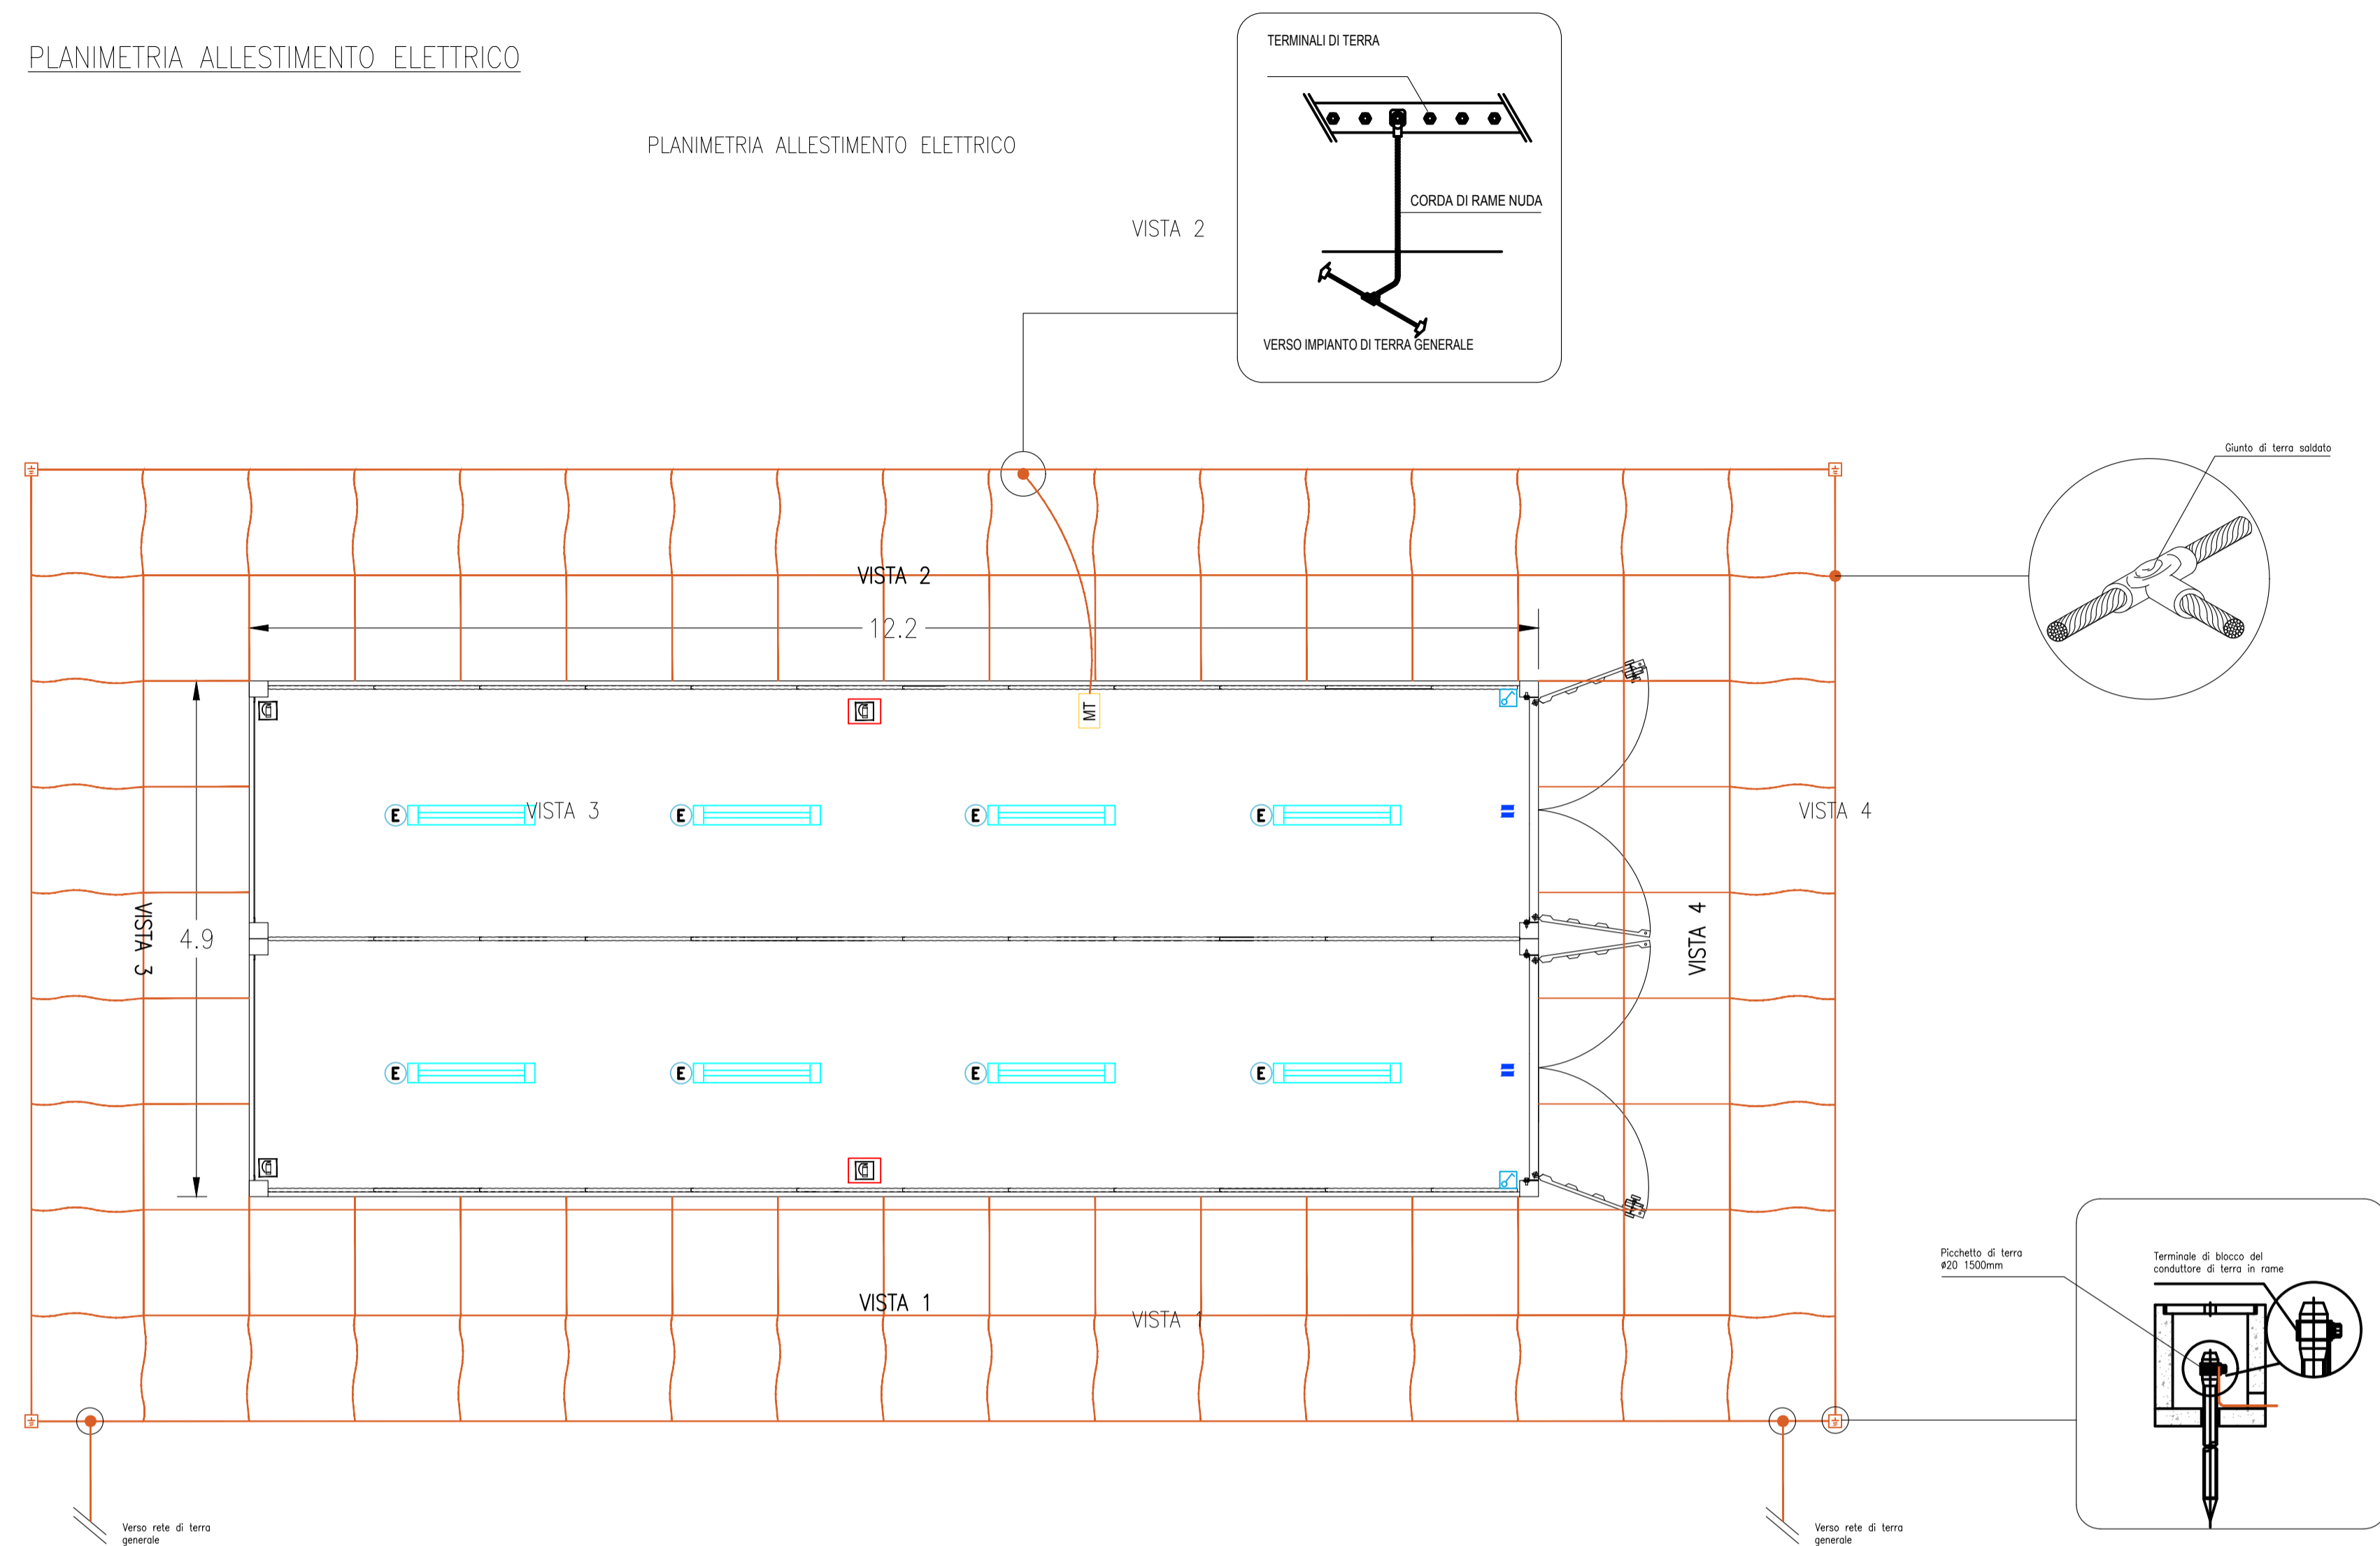 PLANIMETRIA ALLESTIMENTO ELETTRICO
TERMINALI DI TERRA
PLANIMETRIA ALLESTIMENTO ELETTRICO
CORDA DI RAME NUDA
VISTA 2
VERSO IMPIANTO DI TERRA GENERALE
Giunto di terra saldato
VISTA 2
12.2
MT
E
VISTA 3
E
E
E
VISTA 4
VISTA 3
4.9
VISTA 4
E
E
E
E
VISTA 1
VISTA 1
Picchetto di terra
ø20 1500mm
Terminale di blocco del
conduttore di terra in rame
Verso rete di terra
generale
Verso rete di terra
generale